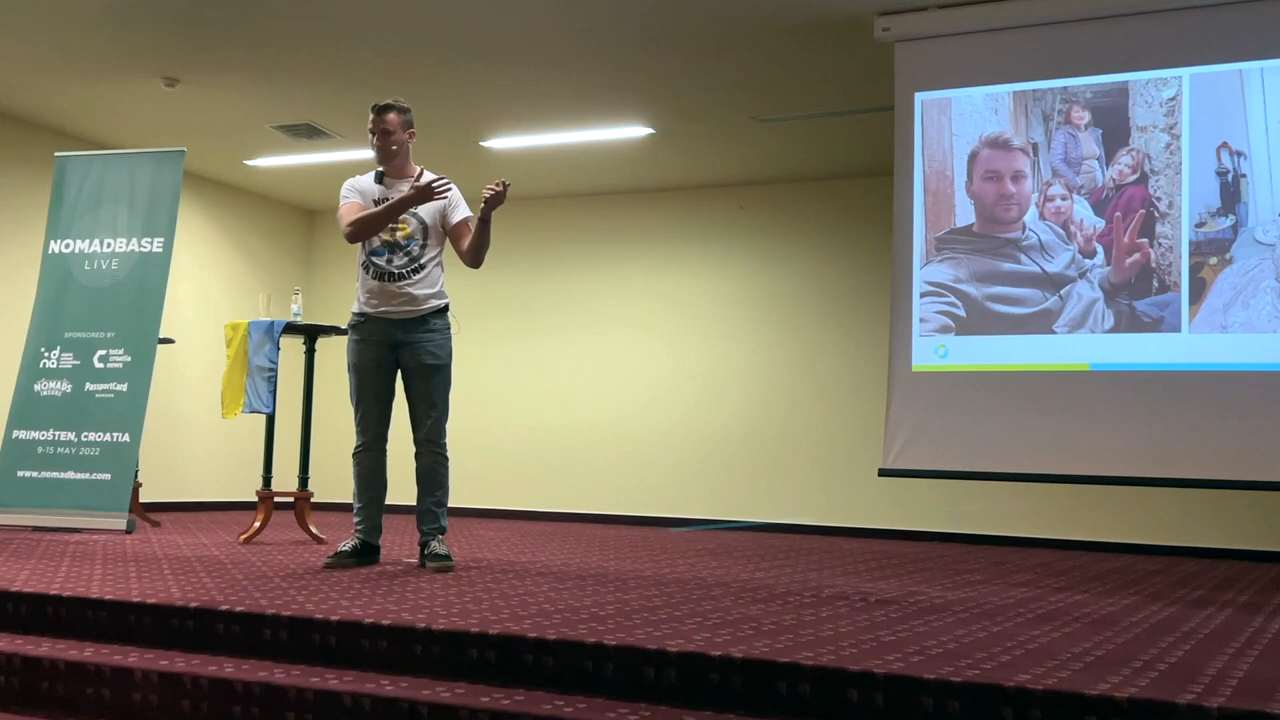 NOMADBASE
LIVE
SPONSORED BY
total
croatia
news
NOMADS
PassportCard
PRIMOŠTEN, CROATIA
9-15 MAY 2022
www.nomadbase.com
IN UKRAINE